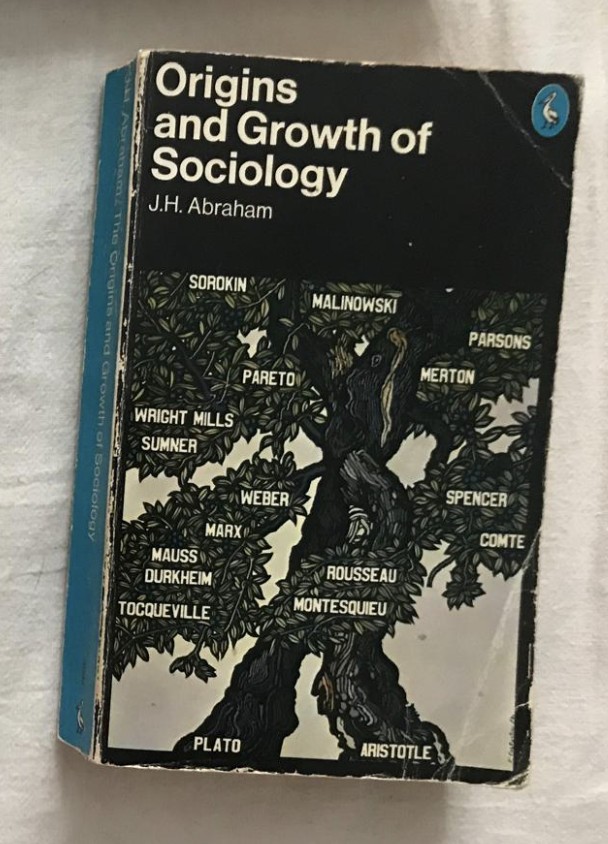 Origins
and Growth of
Sociology
J.H. Abraham
SOROKIN
MALINOWSKI
PARSONS
PARETO
MERTON
WRIGHT MILLS
SUMNER
WEBER
SPENCER
MARX
COMTE
MAUSS
DURKHEIM
ROUSSEAU
TOCQUEVILLE
MONTESQUIEU
PLATO
ARISTOTLE
J.H. Abraham: The Origins and Growth of Sociology